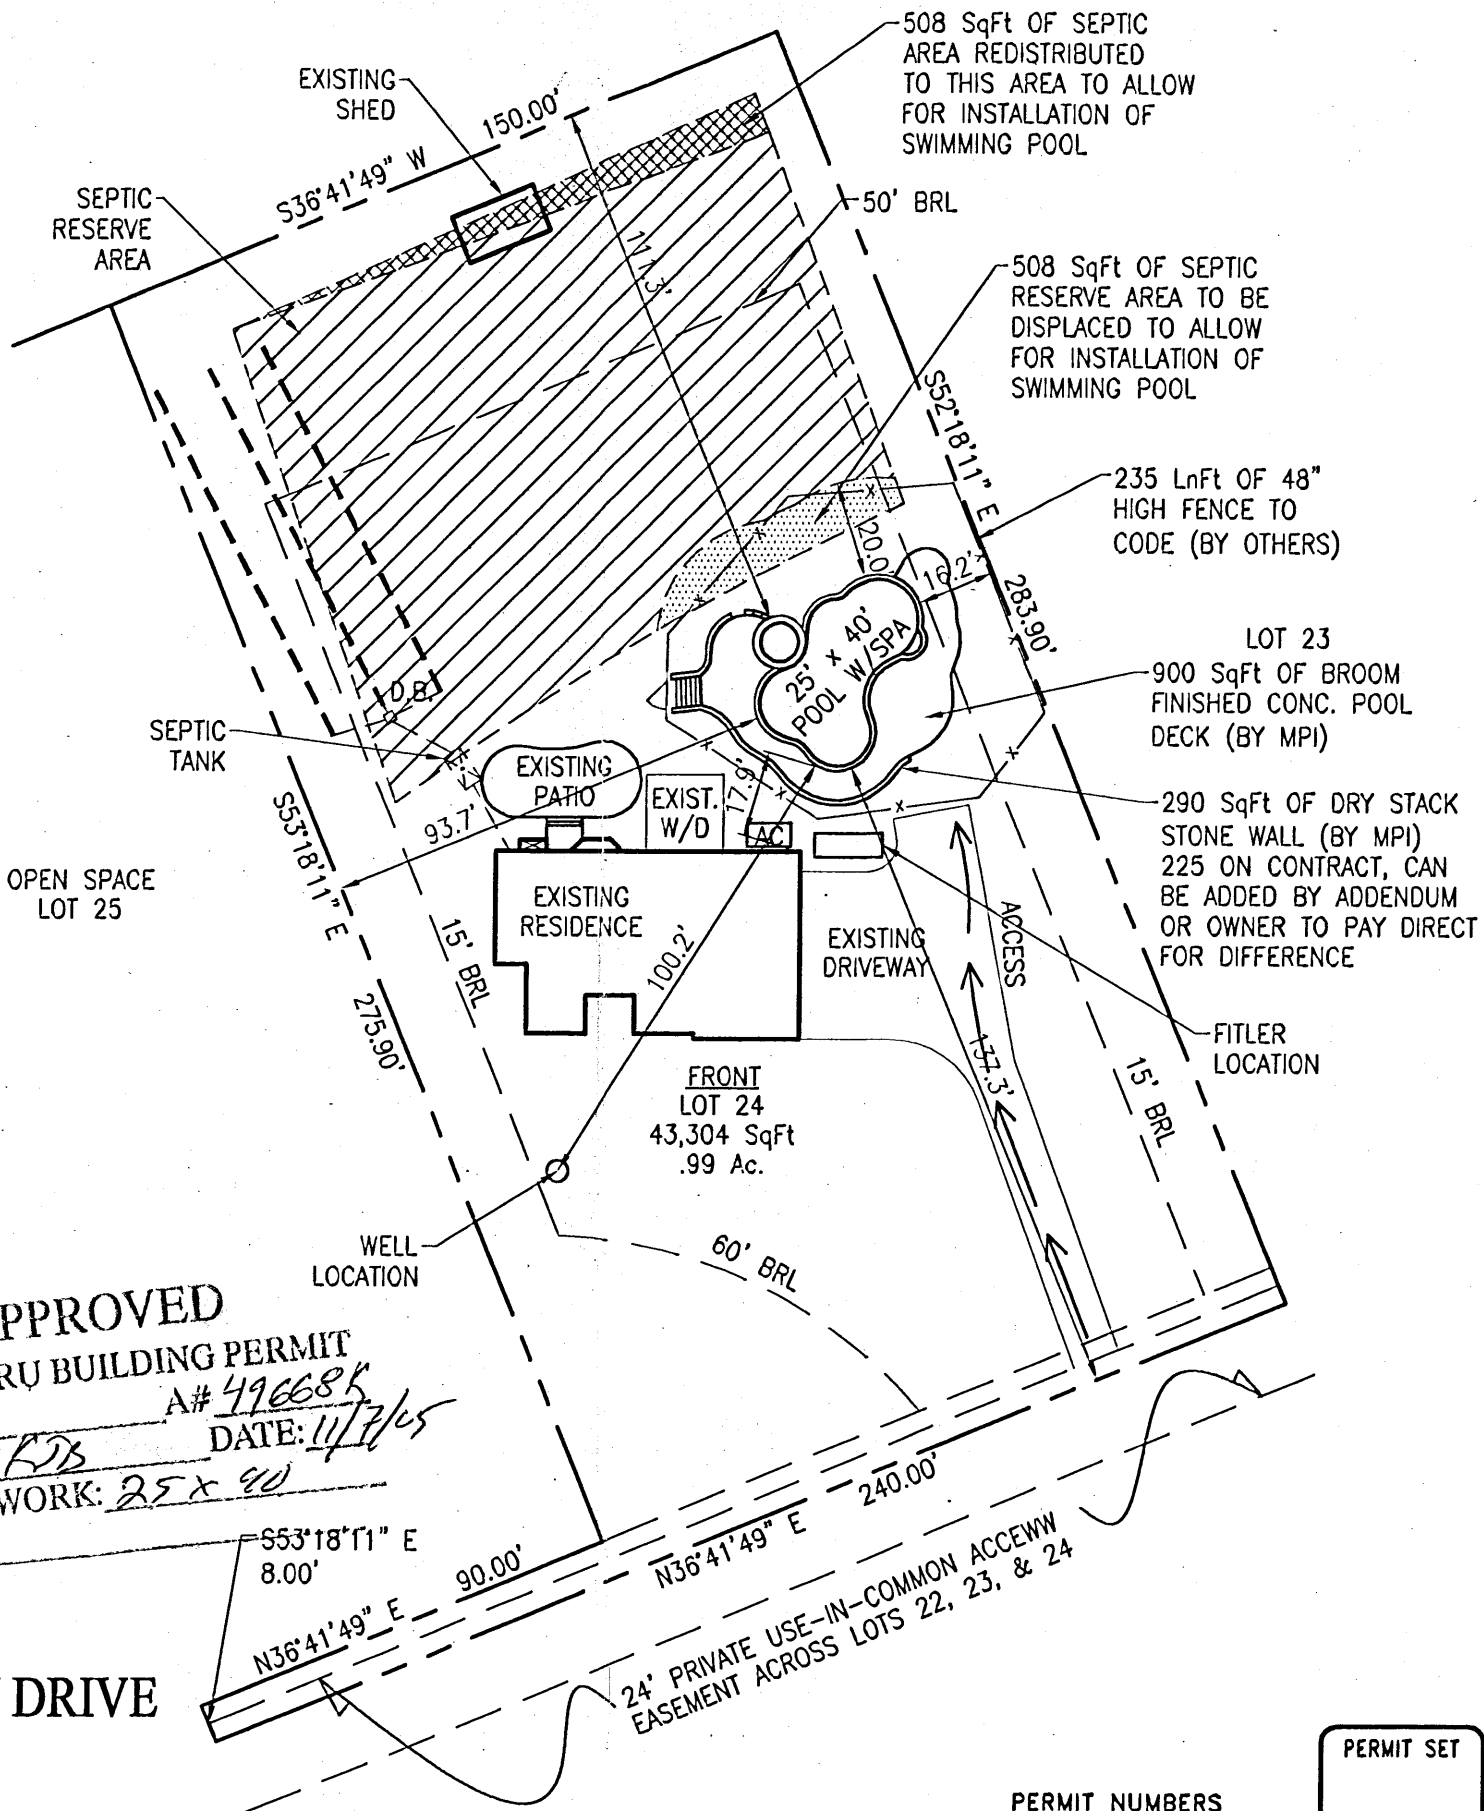 508 SqFt OF SEPTIC
AREA REDISTRIBUTED
TO THIS AREA TO ALLOW
FOR INSTALLATION OF
SWIMMING POOL
EXISTING
SHED
150.00'
S36°41'49" W
SEPTIC
RESERVE
AREA
50' BRL
111.3'
508 SqFt OF SEPTIC
RESERVE AREA TO BE
DISPLACED TO ALLOW
FOR INSTALLATION OF
SWIMMING POOL
S52°18'11" E
283.90'
235 LnFt OF 48"
HIGH FENCE TO
CODE (BY OTHERS)
20.0
16.2'
25' x 40'
POOL W/SPA
LOT 23
900 SqFt OF BROOM
FINISHED CONC. POOL
DECK (BY MPI)
D.B.
SEPTIC
TANK
EXISTING
PATIO
EXIST.
W/D
17.9'
AC
93.7'
290 SqFt OF DRY STACK
STONE WALL (BY MPI)
225 ON CONTRACT, CAN
BE ADDED BY ADDENDUM
OR OWNER TO PAY DIRECT
FOR DIFFERENCE
S53°18'11" E
275.90'
OPEN SPACE
LOT 25
EXISTING
RESIDENCE
15' BRL
100.2'
EXISTING
DRIVEWAY
ACCESS
137.3'
FITLER
LOCATION
15' BRL
FRONT
LOT 24
43,304 SqFt
.99 Ac.
WELL
LOCATION
60' BRL
PPROVED
RU BUILDING PERMIT
A# 49668K
DATE: 11/7/05
WORK: 25 x 40
S53°18'11" E
8.00'
90.00'
N36°41'49" E
240.00'
N36°41'49" E
24' PRIVATE USE-IN-COMMON ACCEWW
EASEMENT ACROSS LOTS 22, 23, & 24
DRIVE
PERMIT SET
PERMIT NUMBERS